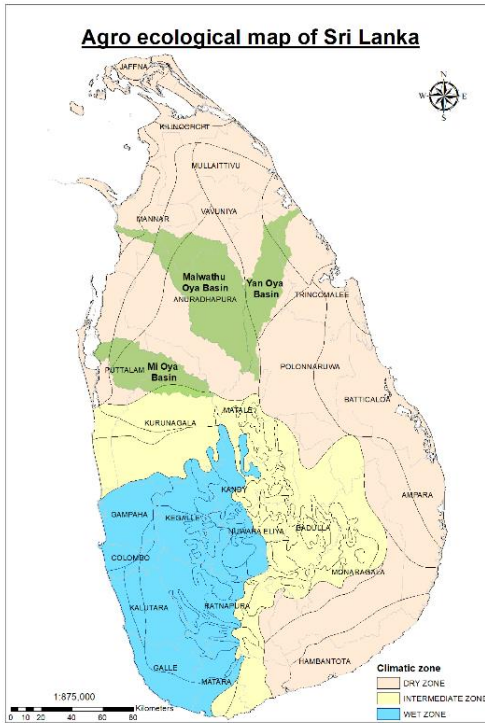 Agro ecological map of Sri Lanka
JAFFNA
N
W E
S
KILINOCHCHI
MULLAITTIVU
VAVUNIYA
MANNAR
Malwathu
Oya Basin
Yan Oya
Basin
ANURADHAPURA
TRINCOMALEE
PUTTALAM
Mi Oya
Basin
POLONNARUWA
BATTICALOA
MATALE
KURUNAGALA
KANDY
AMPARA
GAMPAHA
KEGALLE
NUWARA ELIYA
BADULLA
COLOMBO
MONARAGALA
KALUTARA
RATNAPURA
HAMBANTOTA
GALLE
MATARA
Climatic zone
DRY ZONE
INTERMEDIATE ZONE
WET ZONE
1:875,000
Kilometers
0 10 20 40 60 80